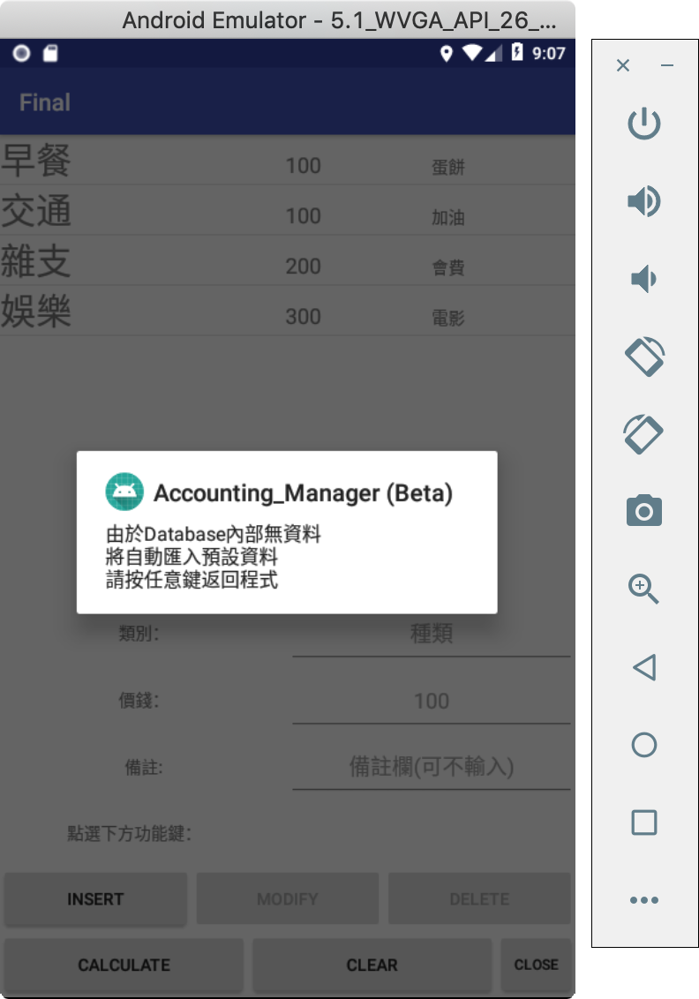 Android Emulator - 5.1_WVGA_API_26_...
9:07
Final
早餐 100 蛋餅
交通 100 加油
雜支 200 會費
娛樂 300 電影
Accounting_Manager (Beta)
由於Database內部無資料
將自動匯入預設資料
請按任意鍵返回程式
類別： 種類
價錢： 100
備註: 備註欄(可不輸入)
點選下方功能鍵：
INSERT MODIFY DELETE
CALCULATE CLEAR CLOSE